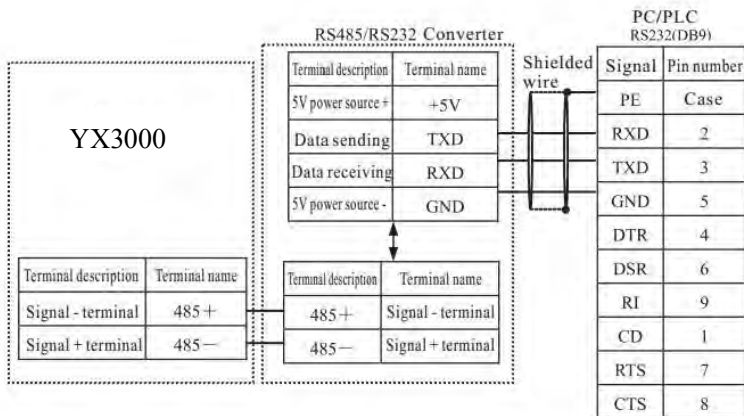 PC/PLC
RS232(DB9)
RS485/RS232 Converter
Shielded
wire
YX3000
Terminal description Terminal name
5V power source + +5V
Data sending TXD
Data receiving RXD
5V power source - GND
Signal Pin number
PE Case
RXD 2
TXD 3
GND 5
DTR 4
DSR 6
RI 9
CD 1
RTS 7
CTS 8
Terminal description Terminal name
Signal - terminal 485+
Signal + terminal 485−
Terminal description Terminal name
485+ Signal - terminal
485− Signal + terminal